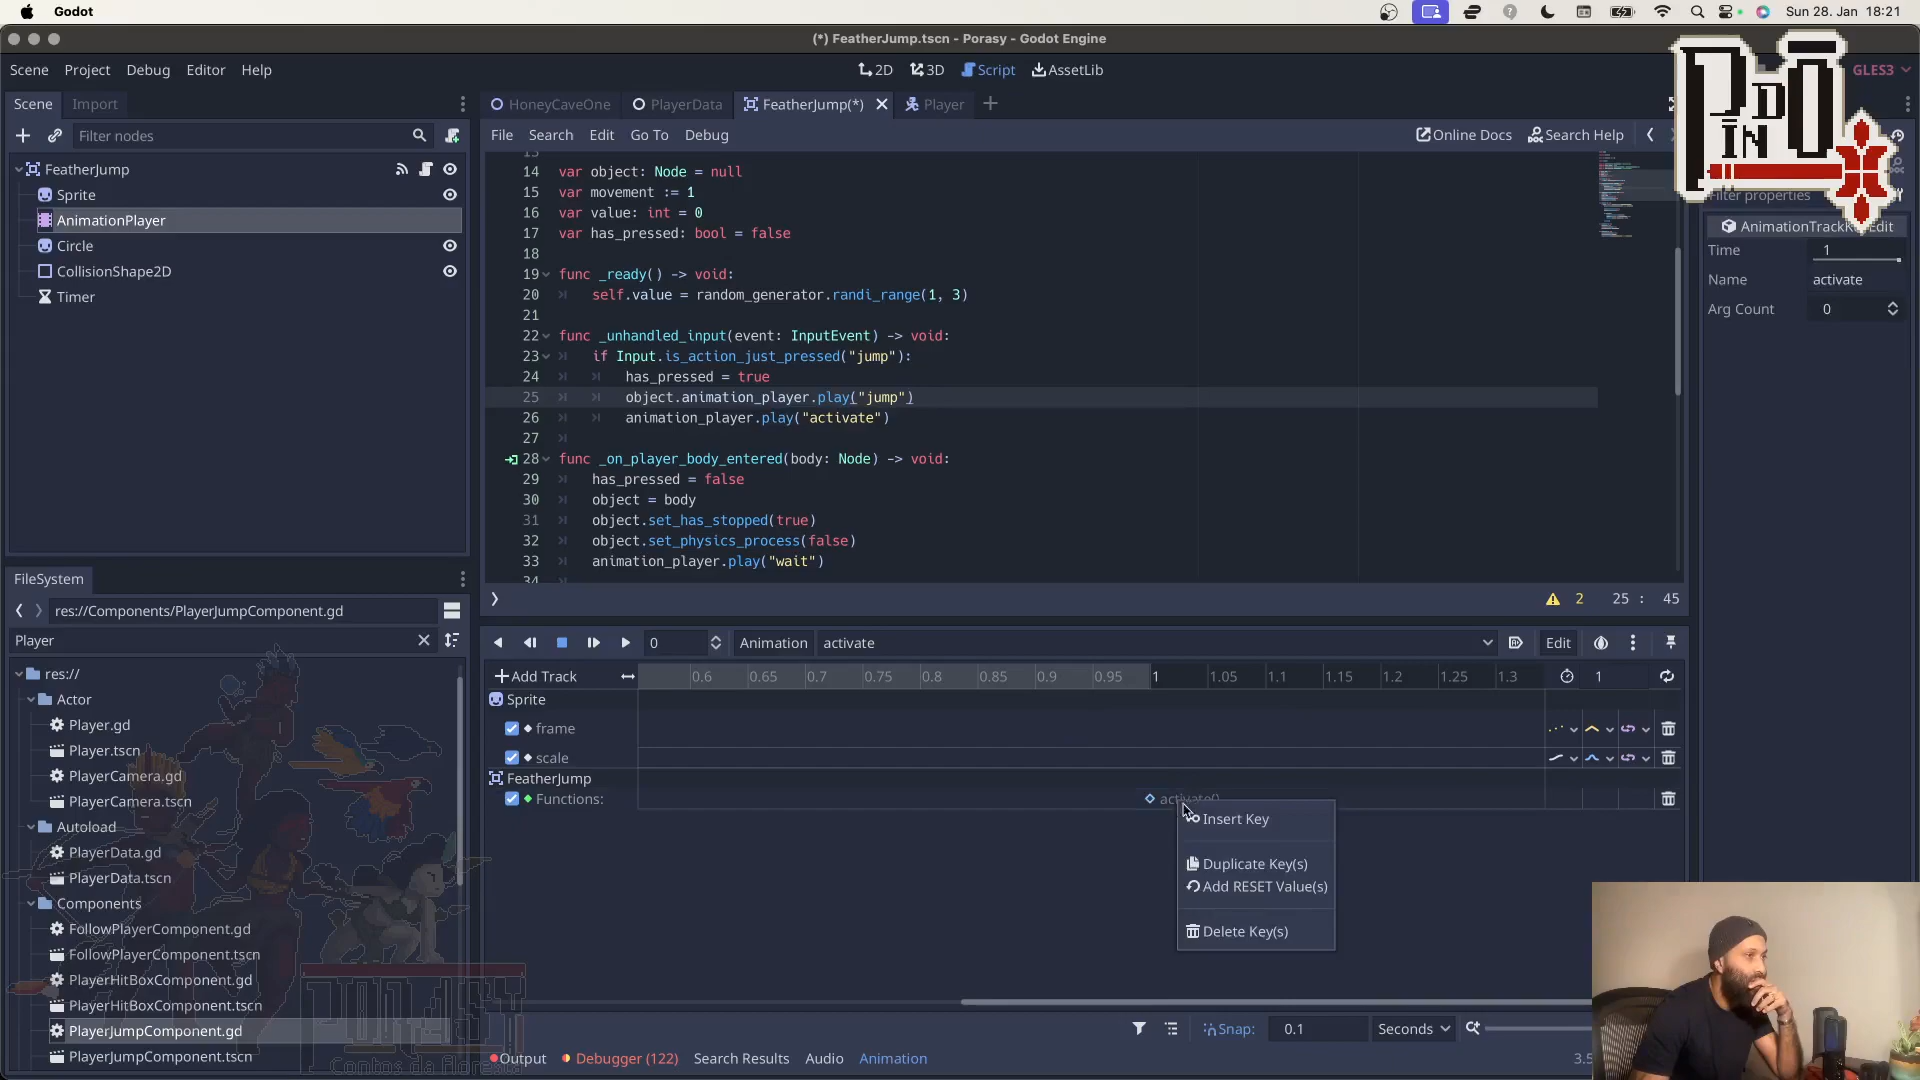 Godot
Sun 28. Jan 18:21
(*) FeatherJump.tscn - Porasy - Godot Engine
Scene Project Debug Editor Help
2D 3D Script AssetLib
GLES3
Scene Import
HoneyCaveOne PlayerData FeatherJump(*) Player
Filter nodes
File Search Edit Go To Debug
Online Docs Search Help
FeatherJump
Sprite
AnimationPlayer
Circle
CollisionShape2D
Timer
13
14 var object: Node = null
15 var movement := 1
16 var value: int = 0
17 var has_pressed: bool = false
18
19 func _ready() -> void:
20 self.value = random_generator.randi_range(1, 3)
21
22 func _unhandled_input(event: InputEvent) -> void:
23 if Input.is_action_just_pressed("jump"):
24 has_pressed = true
25 object.animation_player.play("jump")
26 animation_player.play("activate")
27
28 func _on_player_body_entered(body: Node) -> void:
29 has_pressed = false
30 object = body
31 object.set_has_stopped(true)
32 object.set_physics_process(false)
33 animation_player.play("wait")
34
2 25 : 45
PINDO
Filter properties
Time 1
Name activate
Arg Count 0
FileSystem
res://Components/PlayerJumpComponent.gd
Player
res://
Actor
Player.gd
Player.tscn
PlayerCamera.gd
PlayerCamera.tscn
Autoload
PlayerData.gd
PlayerData.tscn
Components
FollowPlayerComponent.gd
FollowPlayerComponent.tscn
PlayerHitBoxComponent.gd
PlayerHitBoxComponent.tscn
PlayerJumpComponent.gd
PlayerJumpComponent.tscn
PORASY
Contos da floresta
0 Animation activate Edit
Add Track 0.6 0.65 0.7 0.75 0.8 0.85 0.9 0.95 1 1.05 1.1 1.15 1.2 1.25 1.3 1
Sprite
frame
scale
FeatherJump
Functions: activate()
Insert Key
Duplicate Key(s)
Add RESET Value(s)
Delete Key(s)
Snap: 0.1 Seconds
Output Debugger (122) Search Results Audio Animation